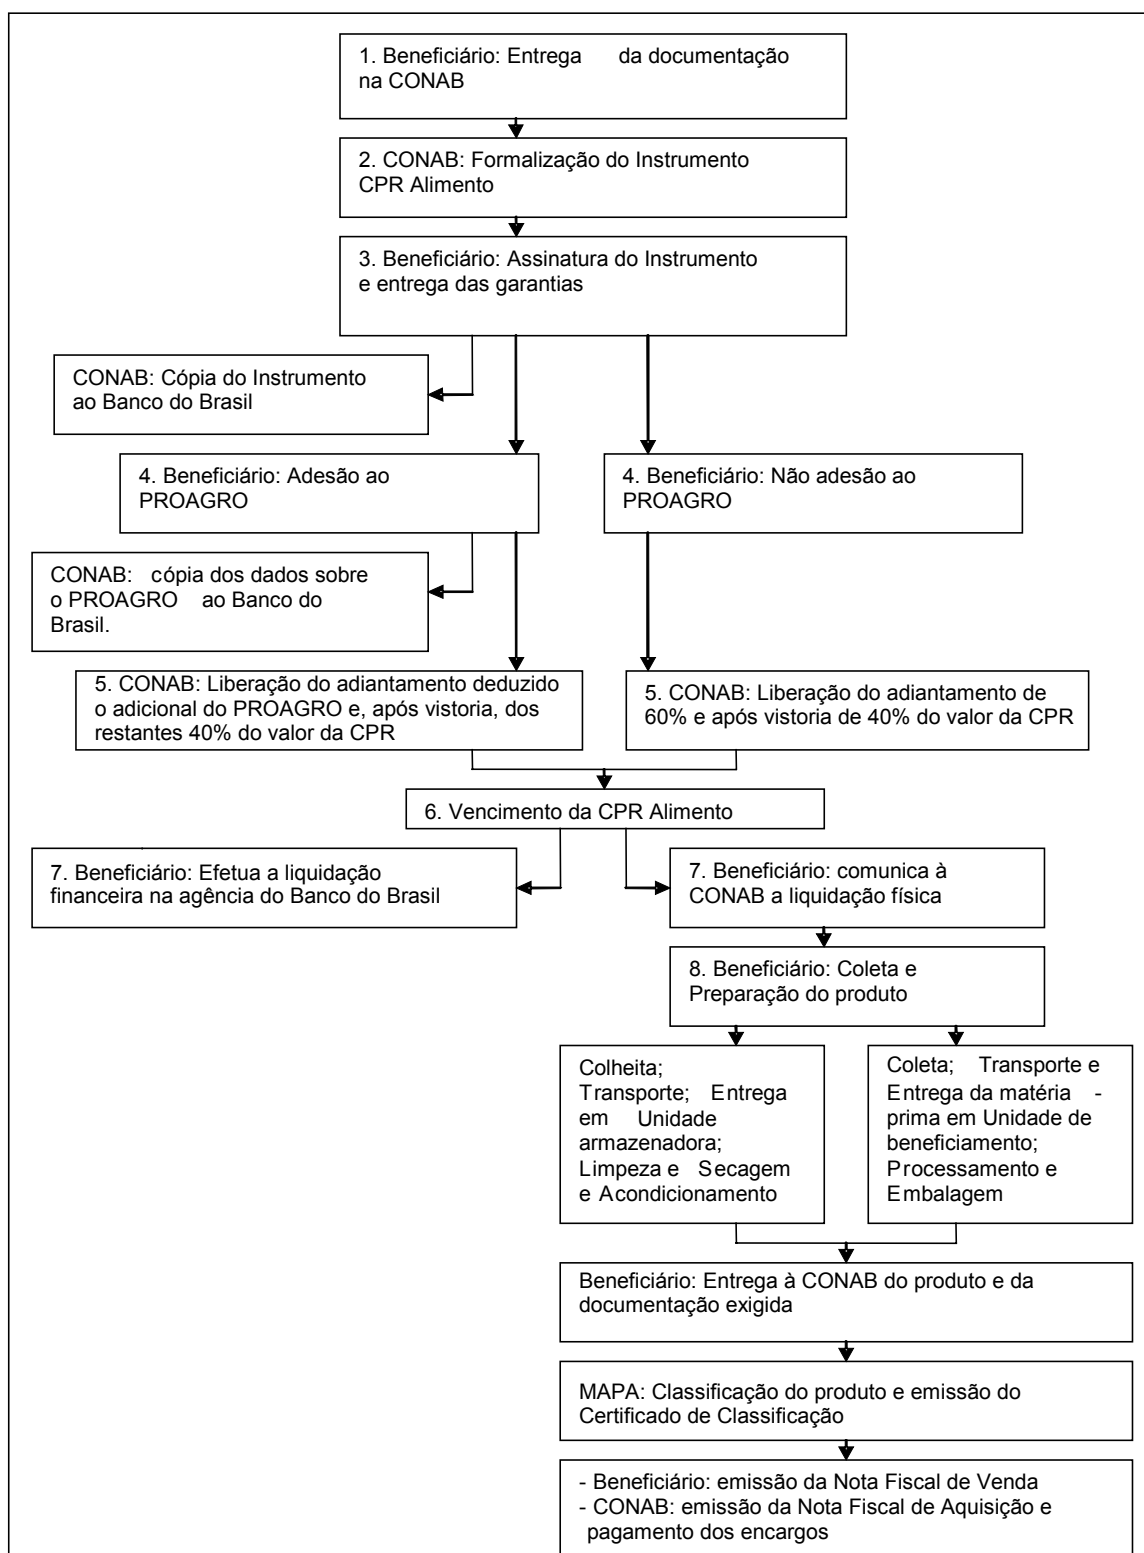 1. Beneficiário: Entrega da documentação
na CONAB
2. CONAB: Formalização do Instrumento
CPR Alimento
3. Beneficiário: Assinatura do Instrumento
e entrega das garantias
CONAB: Cópia do Instrumento
ao Banco do Brasil
4. Beneficiário: Adesão ao
PROAGRO
4. Beneficiário: Não adesão ao
PROAGRO
CONAB: cópia dos dados sobre
o PROAGRO ao Banco do
Brasil.
5. CONAB: Liberação do adiantamento deduzido
o adicional do PROAGRO e, após vistoria, dos
restantes 40% do valor da CPR
5. CONAB: Liberação do adiantamento de
60% e após vistoria de 40% do valor da CPR
6. Vencimento da CPR Alimento
7. Beneficiário: Efetua a liquidação
financeira na agência do Banco do Brasil
7. Beneficiário: comunica à
CONAB a liquidação física
8. Beneficiário: Coleta e
Preparação do produto
Colheita;
Transporte; Entrega
em Unidade
armazenadora;
Limpeza e Secagem
e Acondicionamento
Coleta; Transporte e
Entrega da matéria -
prima em Unidade de
beneficiamento;
Processamento e
Embalagem
Beneficiário: Entrega à CONAB do produto e da
documentação exigida
MAPA: Classificação do produto e emissão do
Certificado de Classificação
- Beneficiário: emissão da Nota Fiscal de Venda
- CONAB: emissão da Nota Fiscal de Aquisição e
pagamento dos encargos